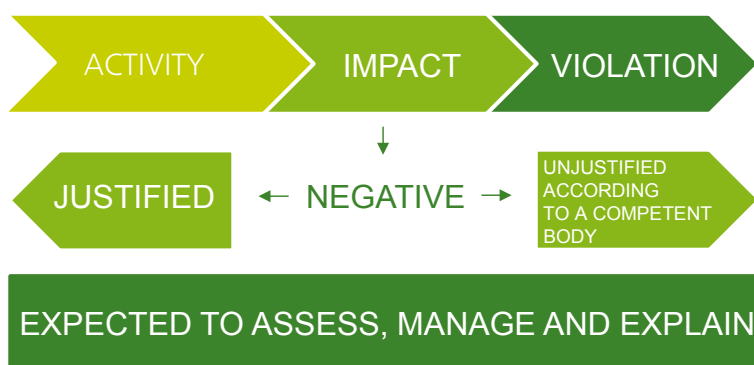 ACTIVITY IMPACT VIOLATION
JUSTIFIED NEGATIVE UNJUSTIFIED
ACCORDING
TO A COMPETENT
BODY
EXPECTED TO ASSESS, MANAGE AND EXPLAIN